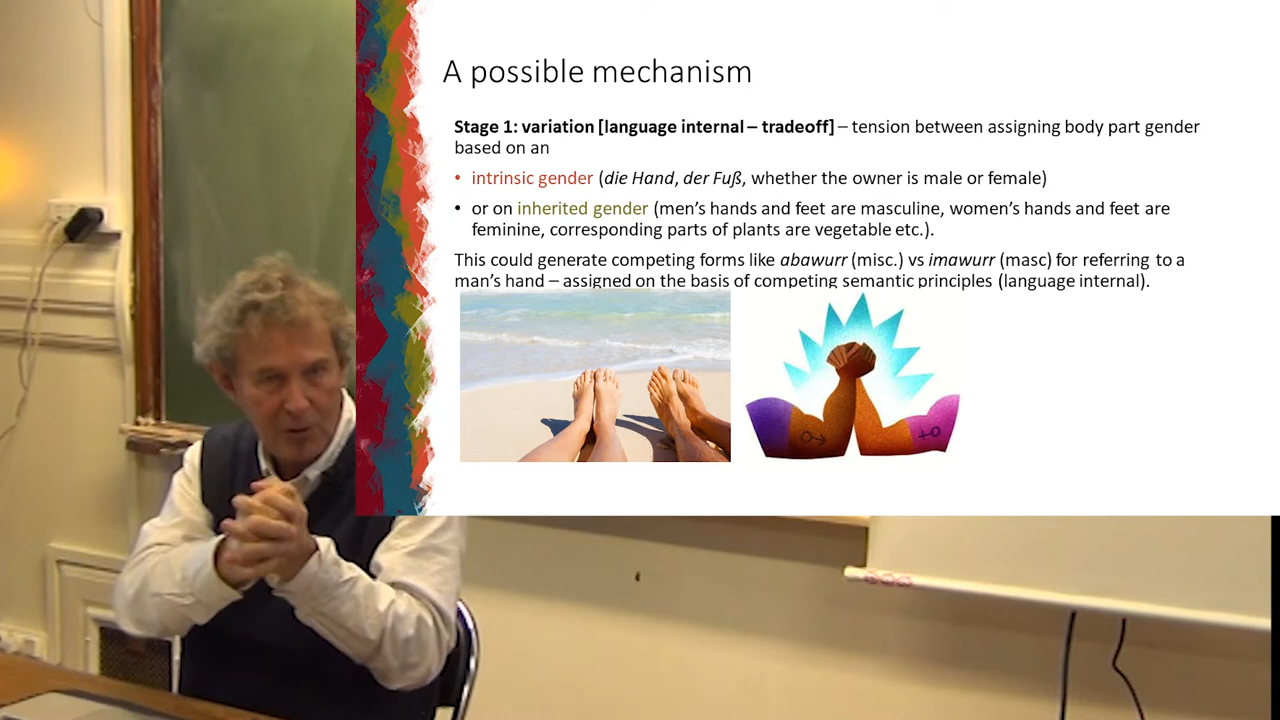 A possible mechanism
Stage 1: variation [language internal – tradeoff] – tension between assigning body part gender
based on an
• intrinsic gender (die Hand, der Fuß, whether the owner is male or female)
• or on inherited gender (men’s hands and feet are masculine, women’s hands and feet are
feminine, corresponding parts of plants are vegetable etc.).
This could generate competing forms like abawurr (misc.) vs imawurr (masc) for referring to a
man’s hand – assigned on the basis of competing semantic principles (language internal).